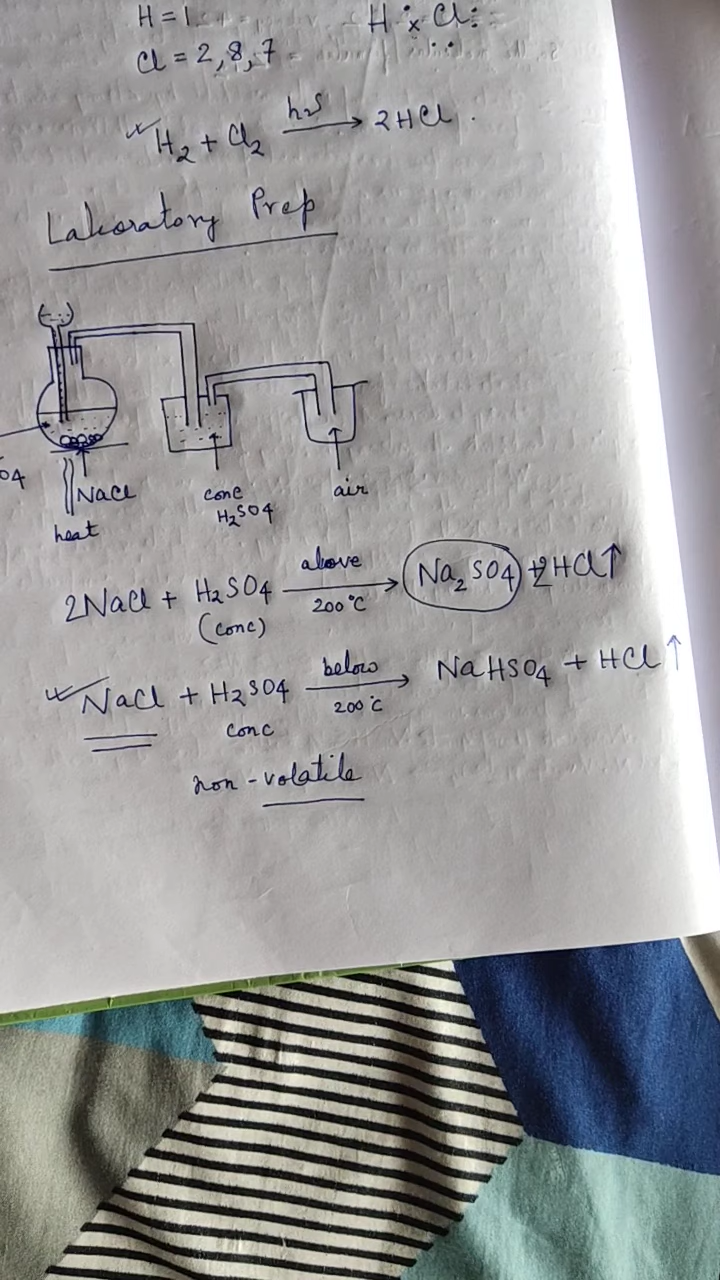 H = 1
H Cl
Cl = 2, 8, 7
H₂ + Cl₂ → 2HCl.
Laboratory Prep
O4
NaCl
conc
H₂SO4
air
heat
2NaCl + H₂SO4 above 200°C → Na₂SO4 + 2HCl↑
(conc)
NaCl + H₂SO4 below 200°C → NaHSO4 + HCl↑
conc
non-volatile